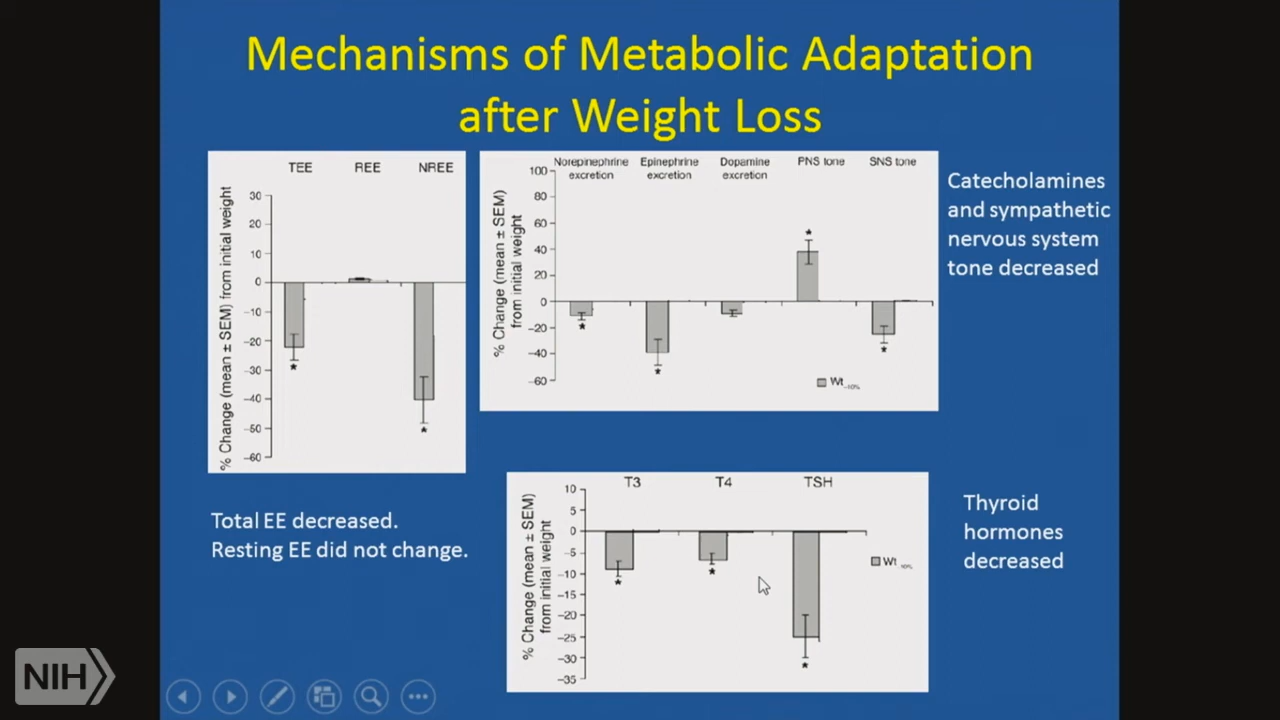 Mechanisms of Metabolic Adaptation
after Weight Loss
TEE REE NREE
% Change (mean ± SEM) from initial weight
30
20
10
0
-10
-20
-30
-40
-50
-60
*
*
Total EE decreased.
Resting EE did not change.
Norepinephrine excretion
Epinephrine excretion
Dopamine excretion
PNS tone
SNS tone
% Change (mean ± SEM)
from initial weight
100
80
60
40
20
0
-20
-40
-60
*
*
*
*
Wt -10%
Catecholamines
and sympathetic
nervous system
tone decreased
T3 T4 TSH
% Change (mean ± SEM)
from initial weight
10
5
0
-5
-10
-15
-20
-25
-30
-35
*
*
*
Wt -10%
Thyroid
hormones
decreased
NIH